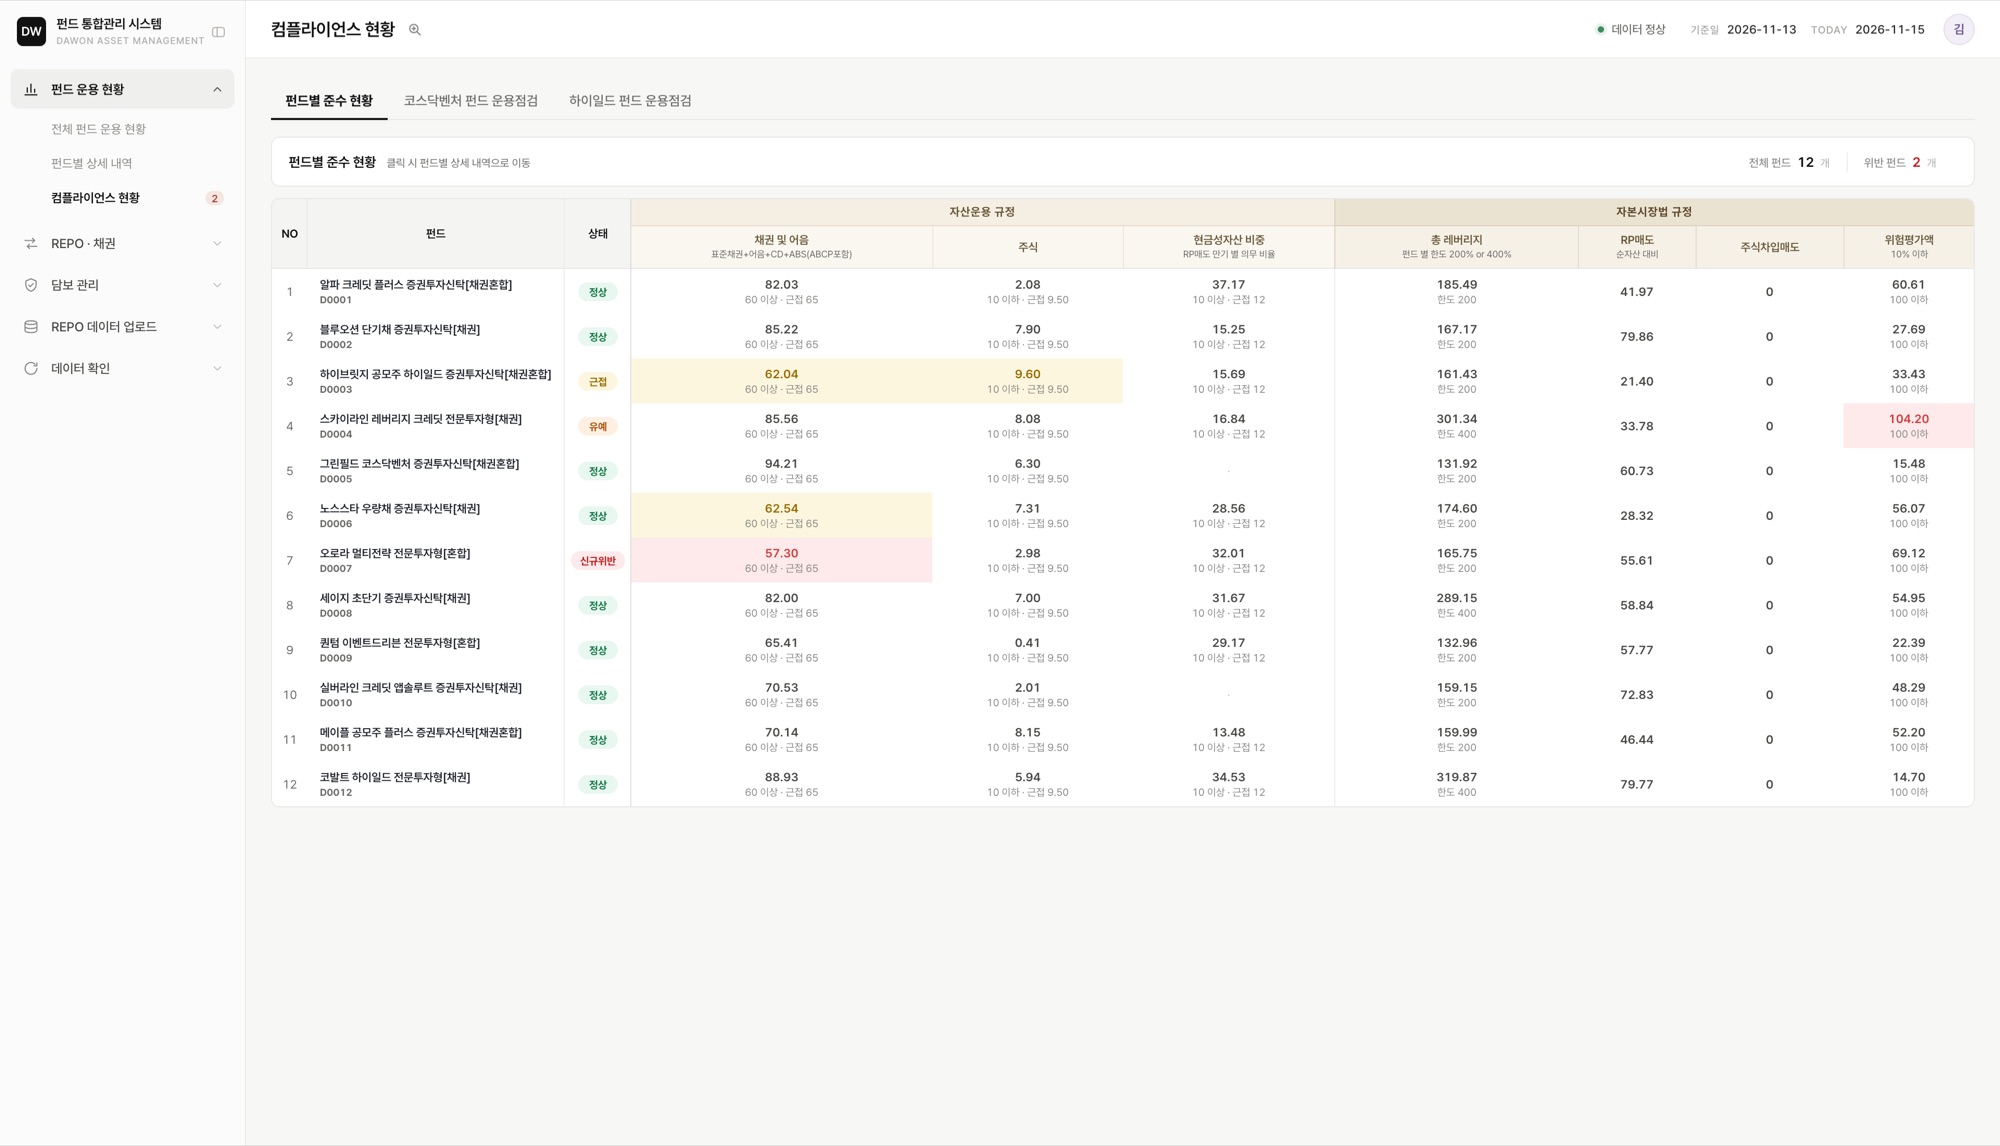 DW
펀드 통합관리 시스템
DAWON ASSET MANAGEMENT
펀드 운용 현황
전체 펀드 운용 현황
펀드별 상세 내역
컴플라이언스 현황 2
REPO · 채권
담보 관리
REPO 데이터 업로드
데이터 확인
컴플라이언스 현황
데이터 정상 기준일 2026-11-13 TODAY 2026-11-15 김
펀드별 준수 현황 코스닥벤처 펀드 운용점검 하이일드 펀드 운용점검
펀드별 준수 현황 클릭 시 펀드별 상세 내역으로 이동 전체 펀드 12 개 위반 펀드 2 개
NO 펀드 상태 자산운용 규정 자본시장법 규정
채권 및 어음 주식 현금성자산 비중 총 레버리지 RP매도 주식차입매도 위험평가액
표준채권+어음+CD+ABS(ABCP포함) RP매도 만기 별 의무 비율 펀드 별 한도 200% or 400% 순자산 대비 10% 이하
1 알파 크레딧 플러스 증권투자신탁[채권혼합] 정상 82.03 2.08 37.17 185.49 41.97 0 60.61
D0001 60 이상 · 근접 65 10 이하 · 근접 9.50 10 이상 · 근접 12 한도 200 100 이하
2 블루오션 단기채 증권투자신탁[채권] 정상 85.22 7.90 15.25 167.17 79.86 0 27.69
D0002 60 이상 · 근접 65 10 이하 · 근접 9.50 10 이상 · 근접 12 한도 200 100 이하
3 하이브릿지 공모주 하이일드 증권투자신탁[채권혼합] 근접 62.04 9.60 15.69 161.43 21.40 0 33.43
D0003 60 이상 · 근접 65 10 이하 · 근접 9.50 10 이상 · 근접 12 한도 200 100 이하
4 스카이라인 레버리지 크레딧 전문투자형[채권] 유예 85.56 8.08 16.84 301.34 33.78 0 104.20
D0004 60 이상 · 근접 65 10 이하 · 근접 9.50 10 이상 · 근접 12 한도 400 100 이하
5 그린필드 코스닥벤처 증권투자신탁[채권혼합] 정상 94.21 6.30 · 131.92 60.73 0 15.48
D0005 60 이상 · 근접 65 10 이하 · 근접 9.50 한도 200 100 이하
6 노스스타 우량채 증권투자신탁[채권] 정상 62.54 7.31 28.56 174.60 28.32 0 56.07
D0006 60 이상 · 근접 65 10 이하 · 근접 9.50 10 이상 · 근접 12 한도 200 100 이하
7 오로라 멀티전략 전문투자형[혼합] 신규위반 57.30 2.98 32.01 165.75 55.61 0 69.12
D0007 60 이상 · 근접 65 10 이하 · 근접 9.50 10 이상 · 근접 12 한도 200 100 이하
8 세이지 초단기 증권투자신탁[채권] 정상 82.00 7.00 31.67 289.15 58.84 0 54.95
D0008 60 이상 · 근접 65 10 이하 · 근접 9.50 10 이상 · 근접 12 한도 400 100 이하
9 퀀텀 이벤트드리븐 전문투자형[혼합] 정상 65.41 0.41 29.17 132.96 57.77 0 22.39
D0009 60 이상 · 근접 65 10 이하 · 근접 9.50 10 이상 · 근접 12 한도 200 100 이하
10 실버라인 크레딧 앱솔루트 증권투자신탁[채권] 정상 70.53 2.01 · 159.15 72.83 0 48.29
D0010 60 이상 · 근접 65 10 이하 · 근접 9.50 한도 200 100 이하
11 메이플 공모주 플러스 증권투자신탁[채권혼합] 정상 70.14 8.15 13.48 159.99 46.44 0 52.20
D0011 60 이상 · 근접 65 10 이하 · 근접 9.50 10 이상 · 근접 12 한도 200 100 이하
12 코발트 하이일드 전문투자형[채권] 정상 88.93 5.94 34.53 319.87 79.77 0 14.70
D0012 60 이상 · 근접 65 10 이하 · 근접 9.50 10 이상 · 근접 12 한도 400 100 이하